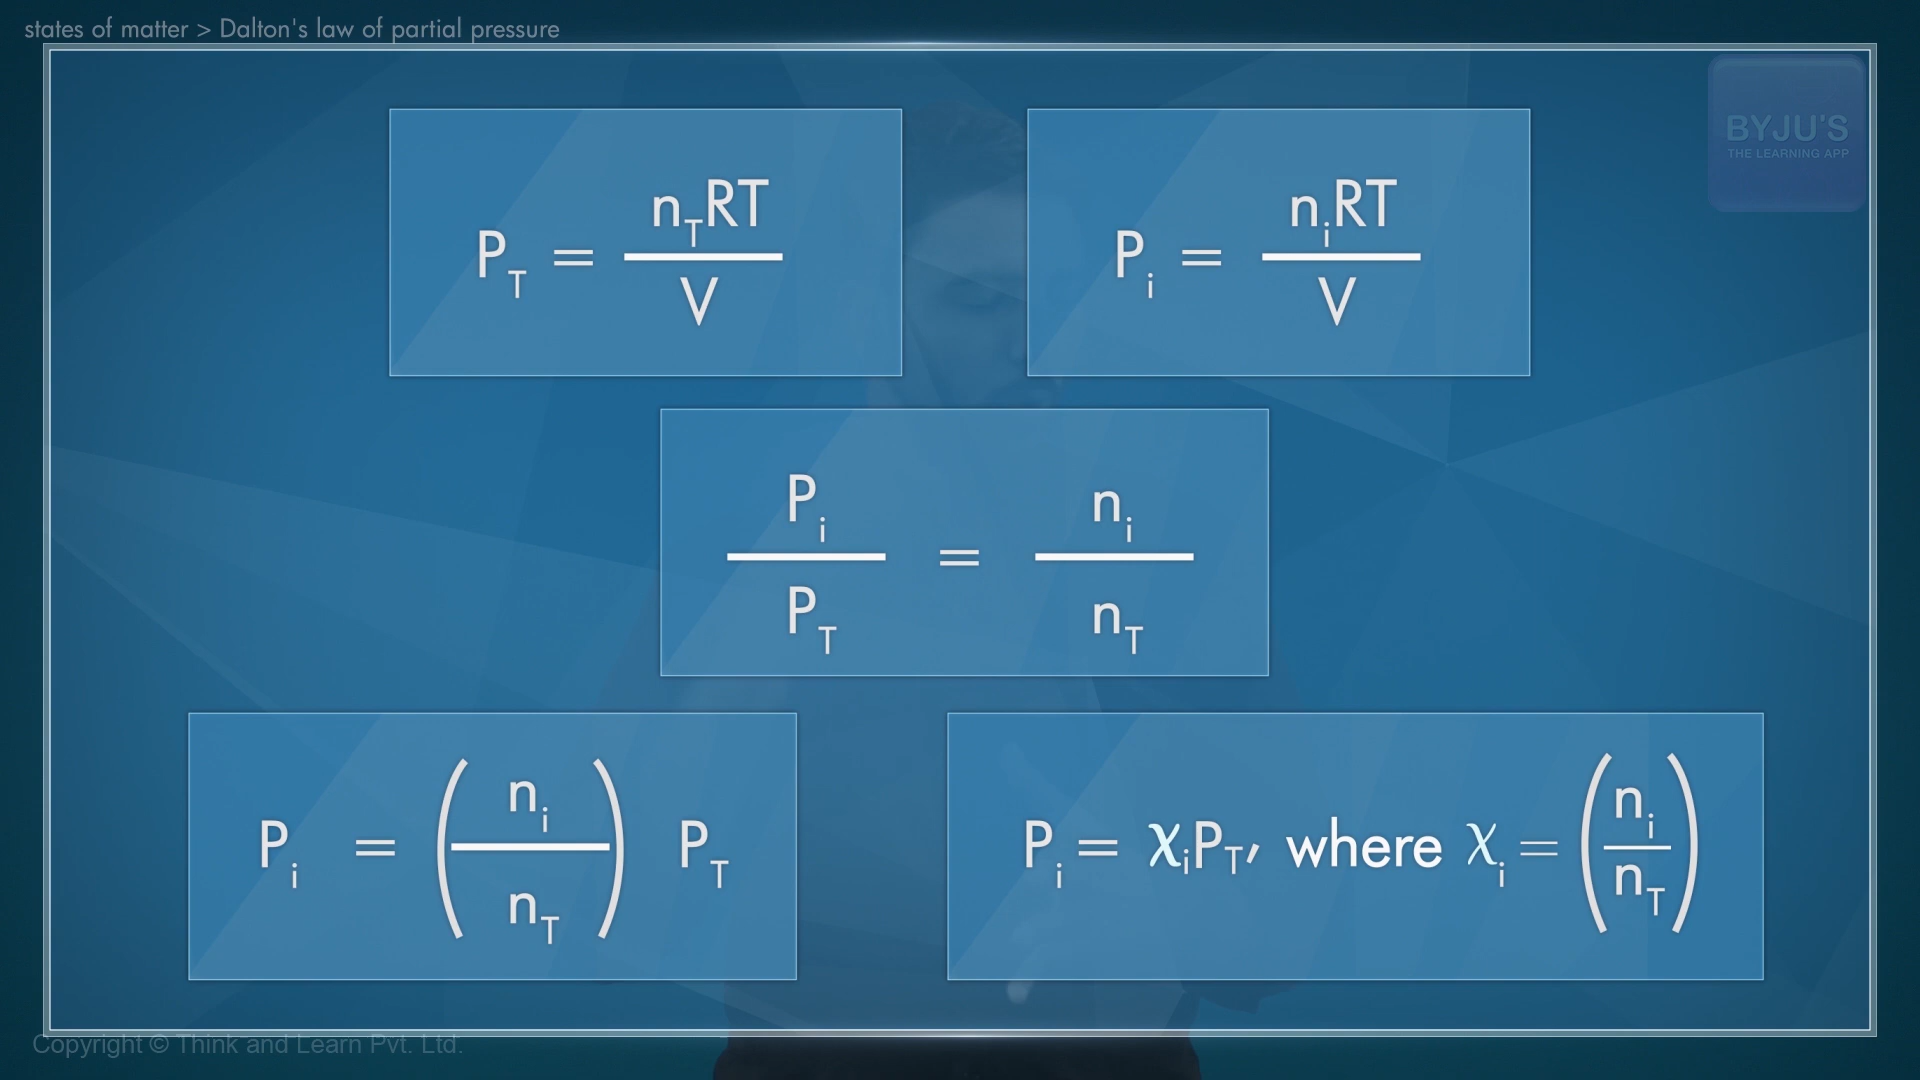 states of matter > Dalton's law of partial pressure
BYJU'S
THE LEARNING APP
P_T = n_T RT / V
P_i = n_i RT / V
P_i / P_T = n_i / n_T
P_i = (n_i / n_T) P_T
P_i = χ_i P_T, where χ_i = (n_i / n_T)
Copyright © Think and Learn Pvt. Ltd.